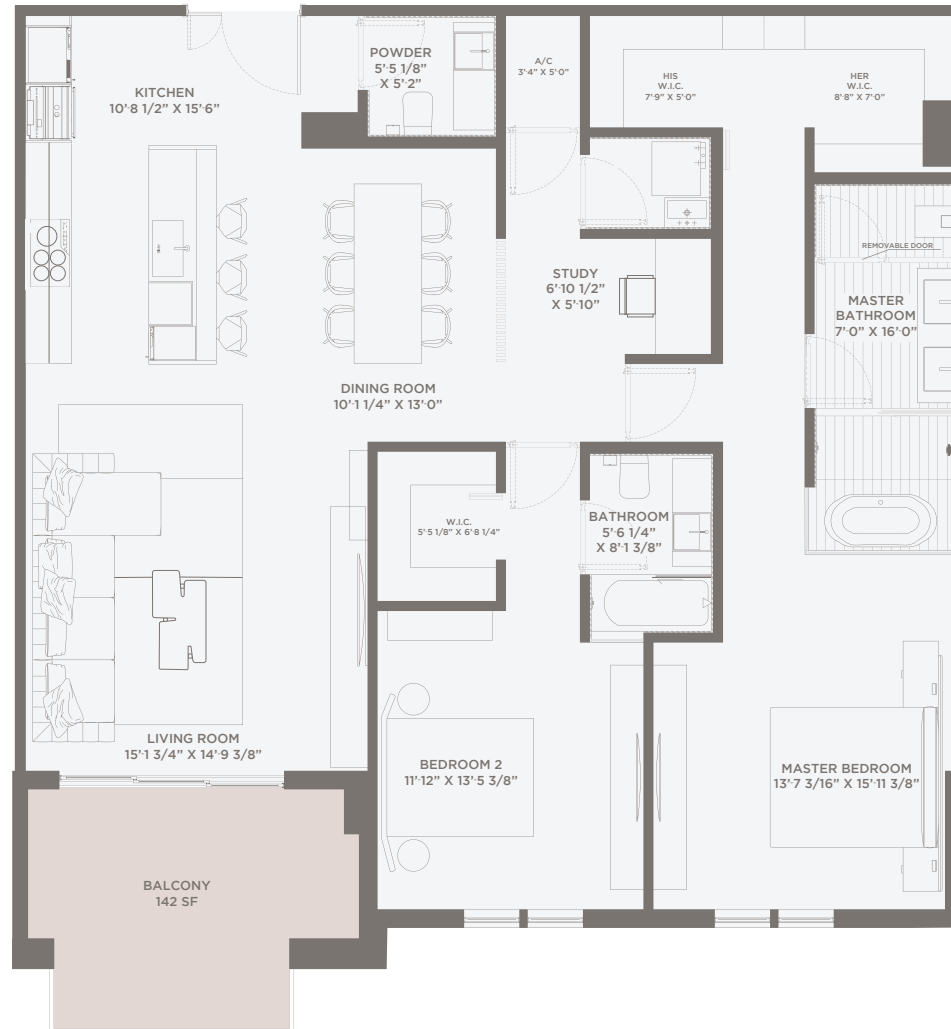 POWDER
5'5 1/8"
X 5'2"
A/C
3'4" X 5'0"
HIS
W.I.C.
7'9" X 5'0"
HER
W.I.C.
8'8" X 7'0"
KITCHEN
10'8 1/2" X 15'6"
REMOVABLE DOOR
STUDY
6'10 1/2"
X 5'10"
MASTER
BATHROOM
7'0" X 16'0"
DINING ROOM
10'1 1/4" X 13'0"
W.I.C.
5'5 1/8" X 6'8 1/4"
BATHROOM
5'6 1/4"
X 8'1 3/8"
LIVING ROOM
15'1 3/4" X 14'9 3/8"
BEDROOM 2
11'12" X 13'5 3/8"
MASTER BEDROOM
13'7 3/16" X 15'11 3/8"
BALCONY
142 SF